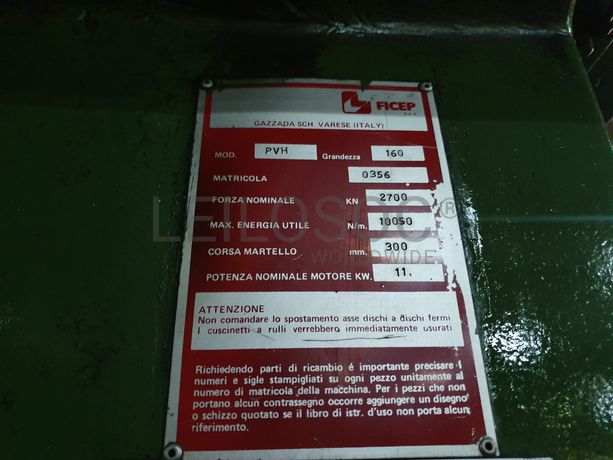 FICEP
GAZZADA SCH. VARESE (ITALY)
MOD. PVH Grandezza 160
MATRICOLA 0356
FORZA NOMINALE KN 2700
MAX. ENERGIA UTILE N/m. 10050
CORSA MARTELLO mm. 300
POTENZA NOMINALE MOTORE KW. 11
LEILOSOC®
WORLDWIDE
ATTENZIONE
Non comandare lo spostamento asse dischi a dischi fermi
I cuscinetti a rulli verrebbero immediatamente usurati
Richiedendo parti di ricambio é importante precisare i
numeri e sigle stampigliati su ogni pezzo unitamente al
numero di matricola della macchina. Per i pezzi che non
portano alcun contrassegno occorre aggiungere un disegno
o schizzo quotato se il libro di istr. d'uso non porta alcun
riferimento.